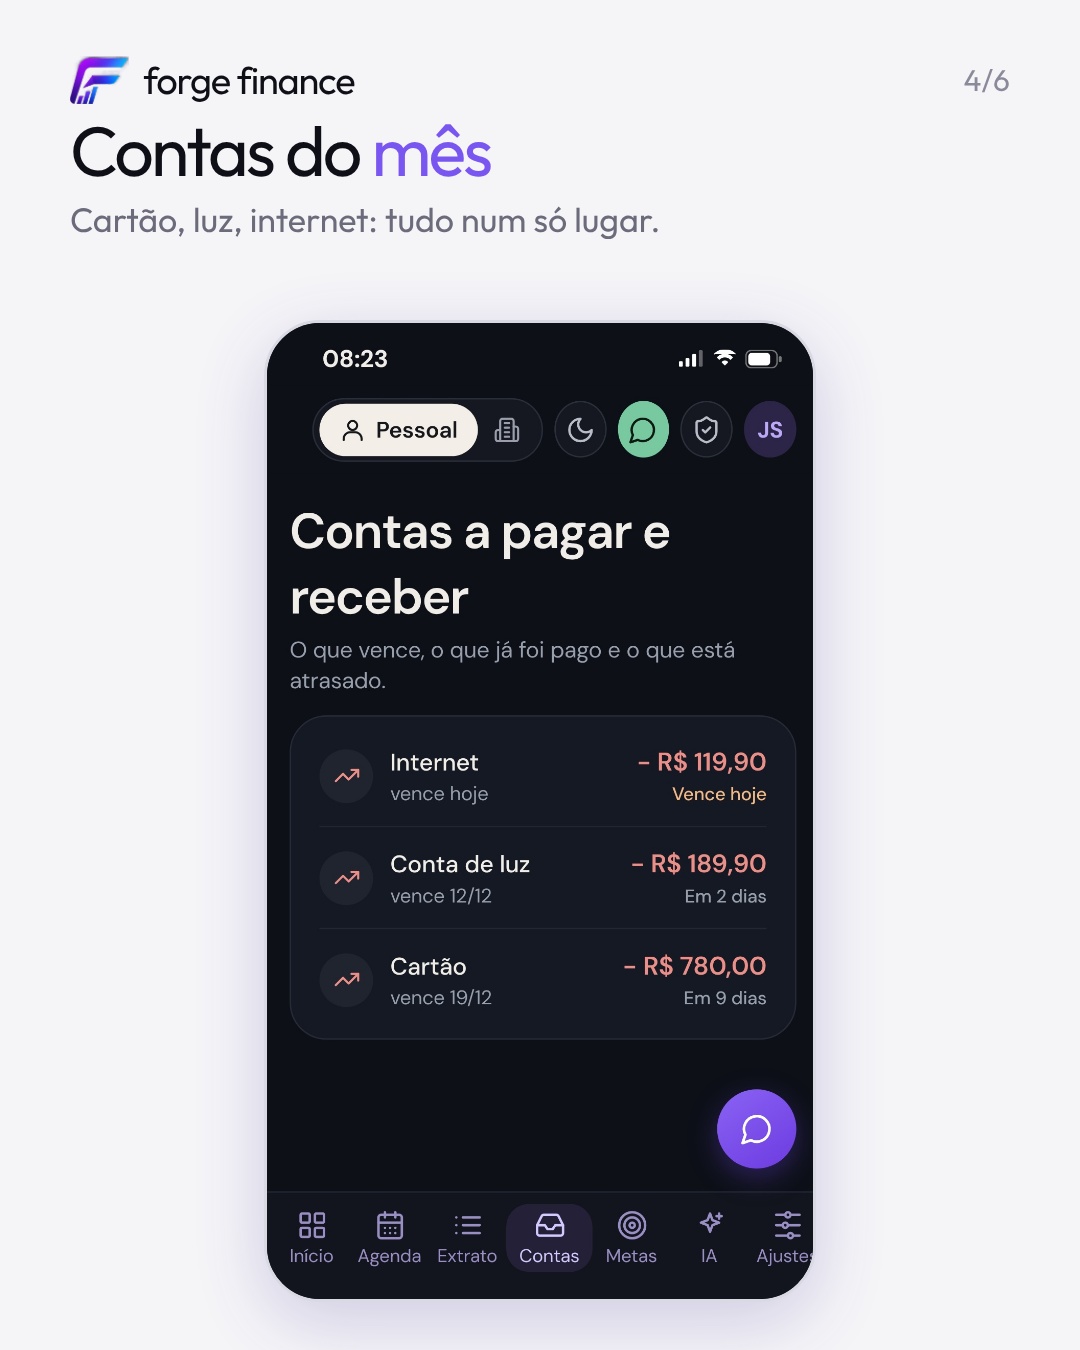 forge finance
4/6
Contas do mês
Cartão, luz, internet: tudo num só lugar.
08:23
Pessoal
JS
Contas a pagar e
receber
O que vence, o que já foi pago e o que está
atrasado.
Internet
- R$ 119,90
vence hoje
Vence hoje
Conta de luz
- R$ 189,90
vence 12/12
Em 2 dias
Cartão
- R$ 780,00
vence 19/12
Em 9 dias
Início
Agenda
Extrato
Contas
Metas
IA
Ajustes